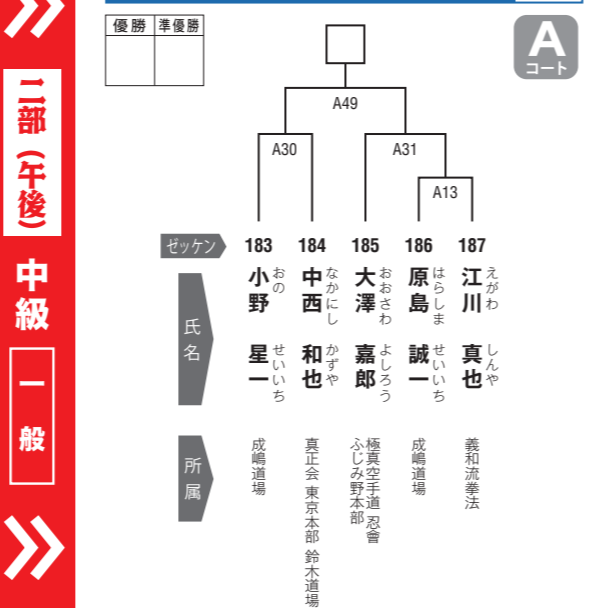 二部（午後）
中級
一般
優勝 準優勝
A
コート
A49
A30
A31
A13
ゼッケン
183
184
185
186
187
氏名
小野 星一
おの せいいち
中西 和也
なかにし かずや
大澤 嘉郎
おおさわ よしろう
原島 誠一
はらしま せいいち
江川 真也
えがわ しんや
所属
成嶋道場
真正会 東京本部 鈴木道場
極真空手道 忍會
ふじみ野本部
成嶋道場
義和流拳法